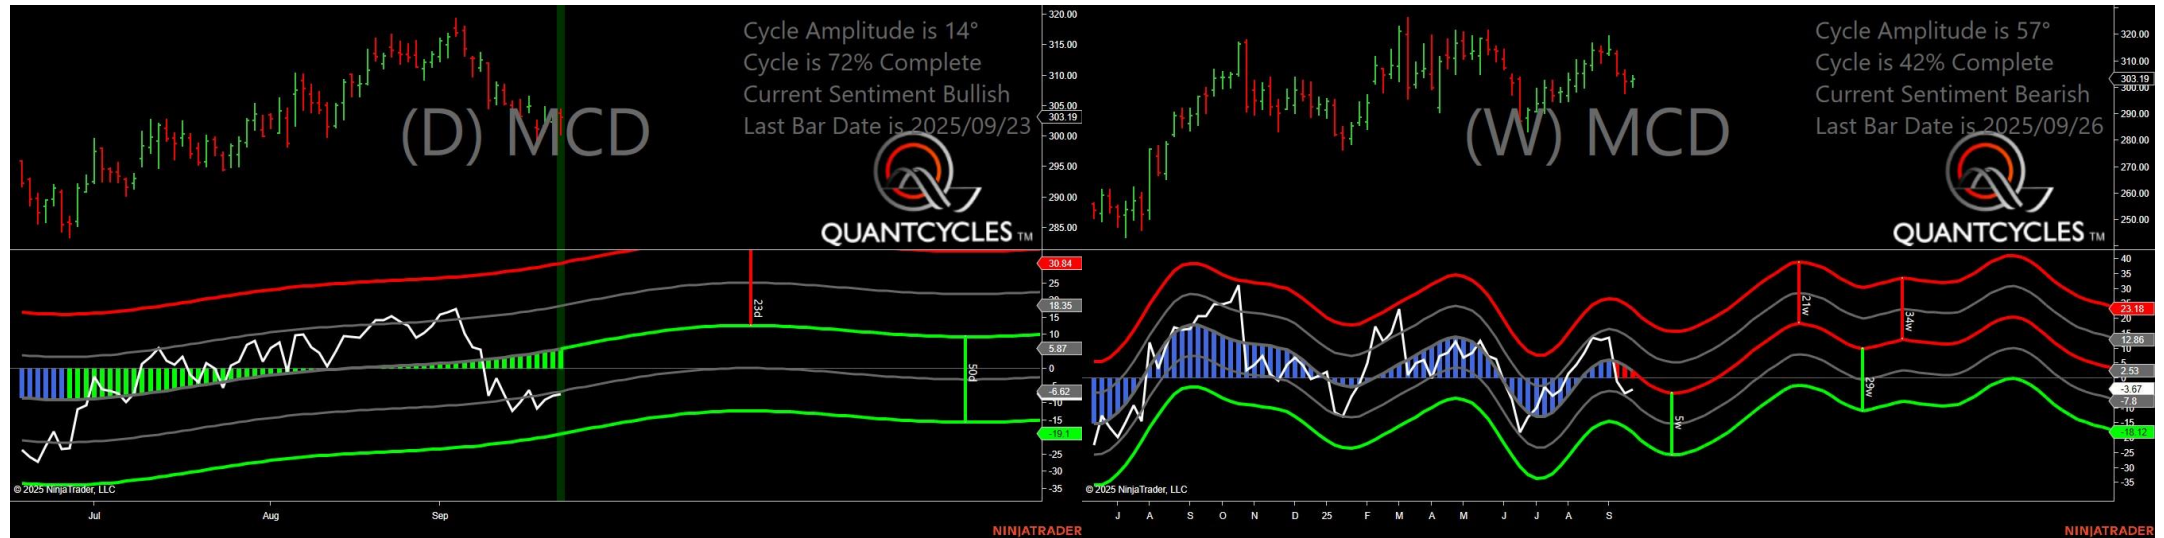 Cycle Amplitude is 14°
Cycle is 72% Complete
Current Sentiment Bullish
Last Bar Date is 2025/09/23
(D) MCD
QUANTCYCLES TM
320.00
315.00
310.00
305.00
303.19
300.00
295.00
290.00
285.00
23d
50d
30.84
25
18.35
15
10
5.87
0
-6.62
-10
-15
-19.1
-25
-30
-35
© 2025 NinjaTrader, LLC
Jul Aug Sep
NINJATRADER
Cycle Amplitude is 57°
Cycle is 42% Complete
Current Sentiment Bearish
Last Bar Date is 2025/09/26
(W) MCD
QUANTCYCLES TM
320.00
310.00
303.19
300.00
290.00
280.00
270.00
260.00
250.00
21w
34w
5w
29w
40
35
30
23.18
20
12.86
10
2.53
-3.67
-7.8
-15
-18.12
-25
-30
-35
© 2025 NinjaTrader, LLC
J A S O N D 25 F M A M J J A S
NINJATRADER